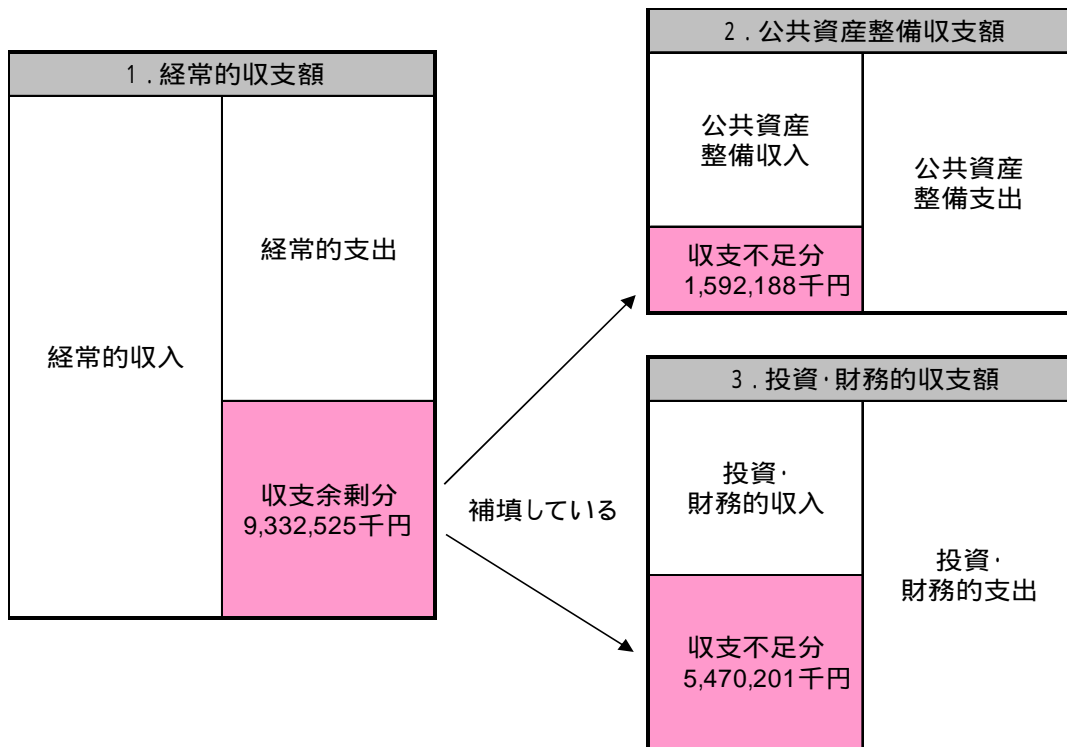 1.経常的収支額
経常的収入
経常的支出
収支余剰分
9,332,525千円
補填している
2.公共資産整備収支額
公共資産
整備収入
収支不足分
1,592,188千円
公共資産
整備支出
3.投資・財務的収支額
投資・
財務的収入
収支不足分
5,470,201千円
投資・
財務的支出